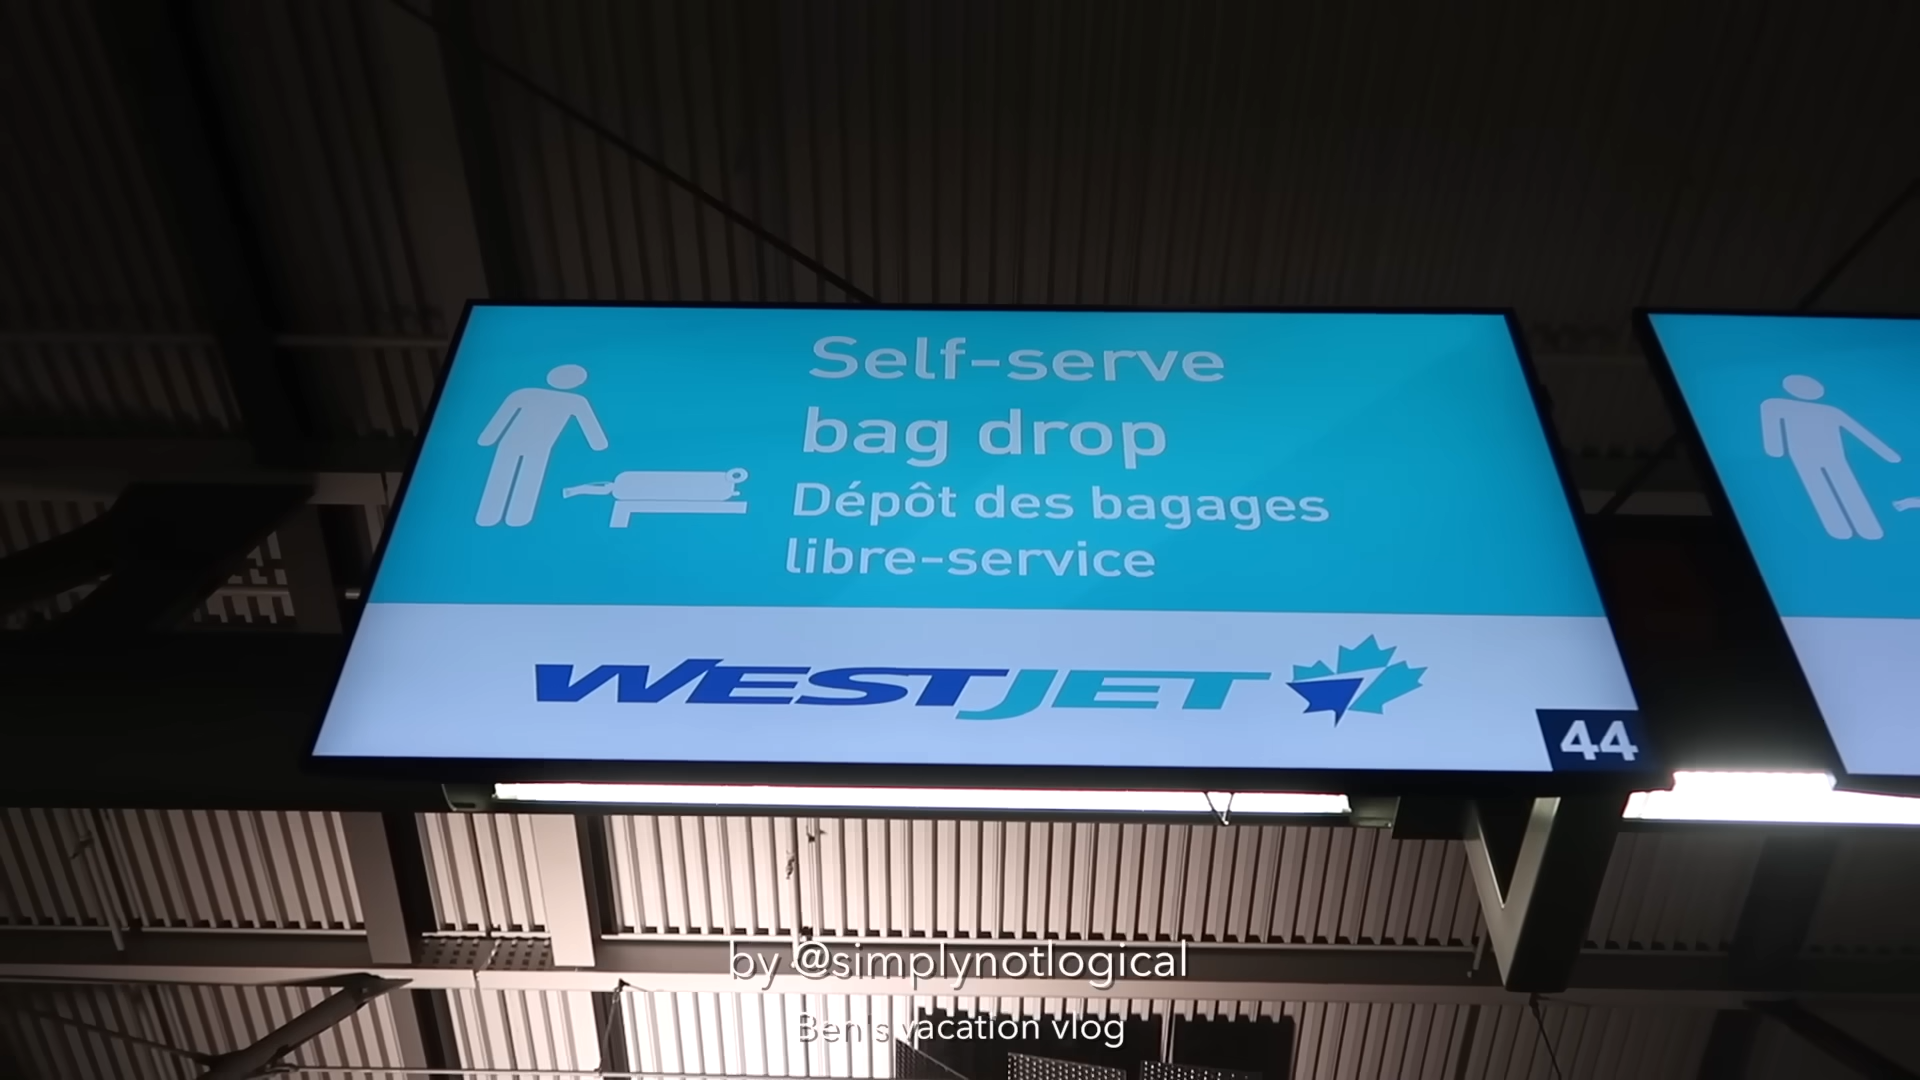 Self-serve
bag drop
Dépôt des bagages
libre-service
WESTJET
44
by @simplynotlogical
Ben's vacation vlog